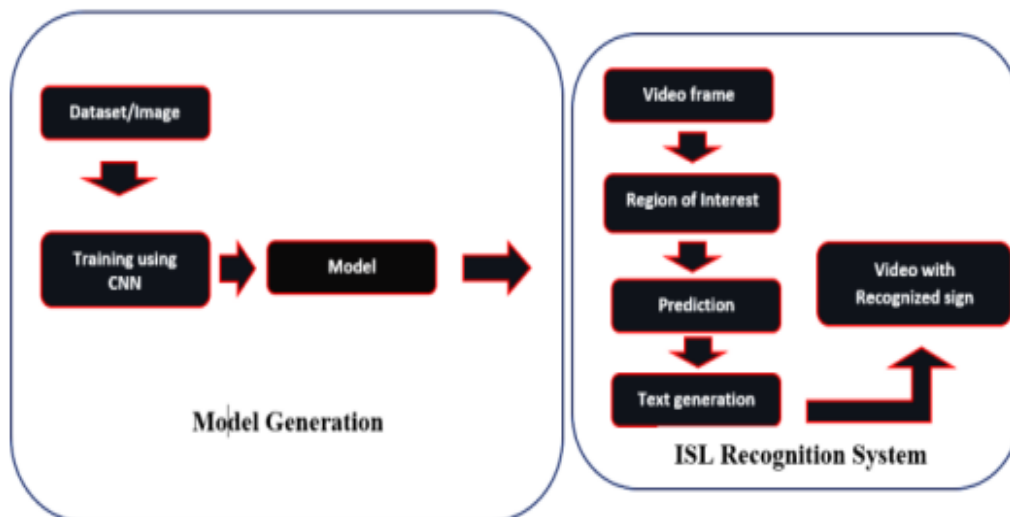 Dataset/Image
Training using
CNN
Model
Model Generation
Video frame
Region of Interest
Prediction
Text generation
Video with
Recognized sign
ISL Recognition System